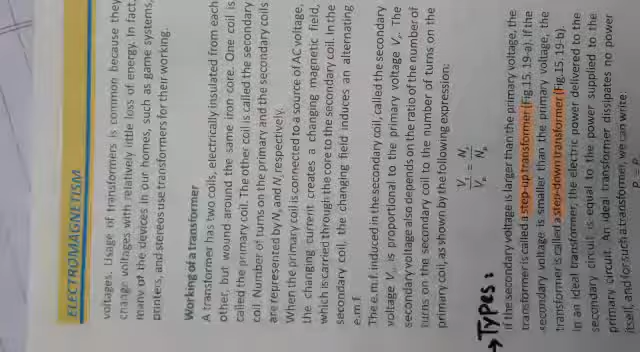 ELECTROMAGNETISM
voltages. Usage of transformers is common because they
change voltages with relatively little loss of energy. In fact,
many of the devices in our homes, such as game systems,
printers, and stereos use transformers for their working.
Working of a transformer
A transformer has two coils, electrically insulated from each
other, but wound around the same iron core. One coil is
called the primary coil. The other coil is called the secondary
coil. Number of turns on the primary and the secondary coils
are represented by Nₚ and Nₛ respectively.
When the primary coil is connected to a source of AC voltage,
the changing current creates a changing magnetic field,
which is carried through the core to the secondary coil. In the
secondary coil, the changing field induces an alternating
e.m.f.
The e.m.f. induced in the secondary coil, called the secondary
voltage Vₛ, is proportional to the primary voltage Vₚ. The
secondary voltage also depends on the ratio of the number of
turns on the secondary coil to the number of turns on the
primary coil, as shown by the following expression:
Vₛ/Vₚ = Nₛ/Nₚ
→Types:
if the secondary voltage is larger than the primary voltage, the
transformer is called a step-up transformer (Fig.15. 19-a). If the
secondary voltage is smaller than the primary voltage, the
transformer is called a step-down transformer (Fig.15. 19-b).
In an ideal transformer, the electric power delivered to the
secondary circuit is equal to the power supplied to the
primary circuit. An ideal transformer dissipates no power
itself, and for such a transformer, we can write: